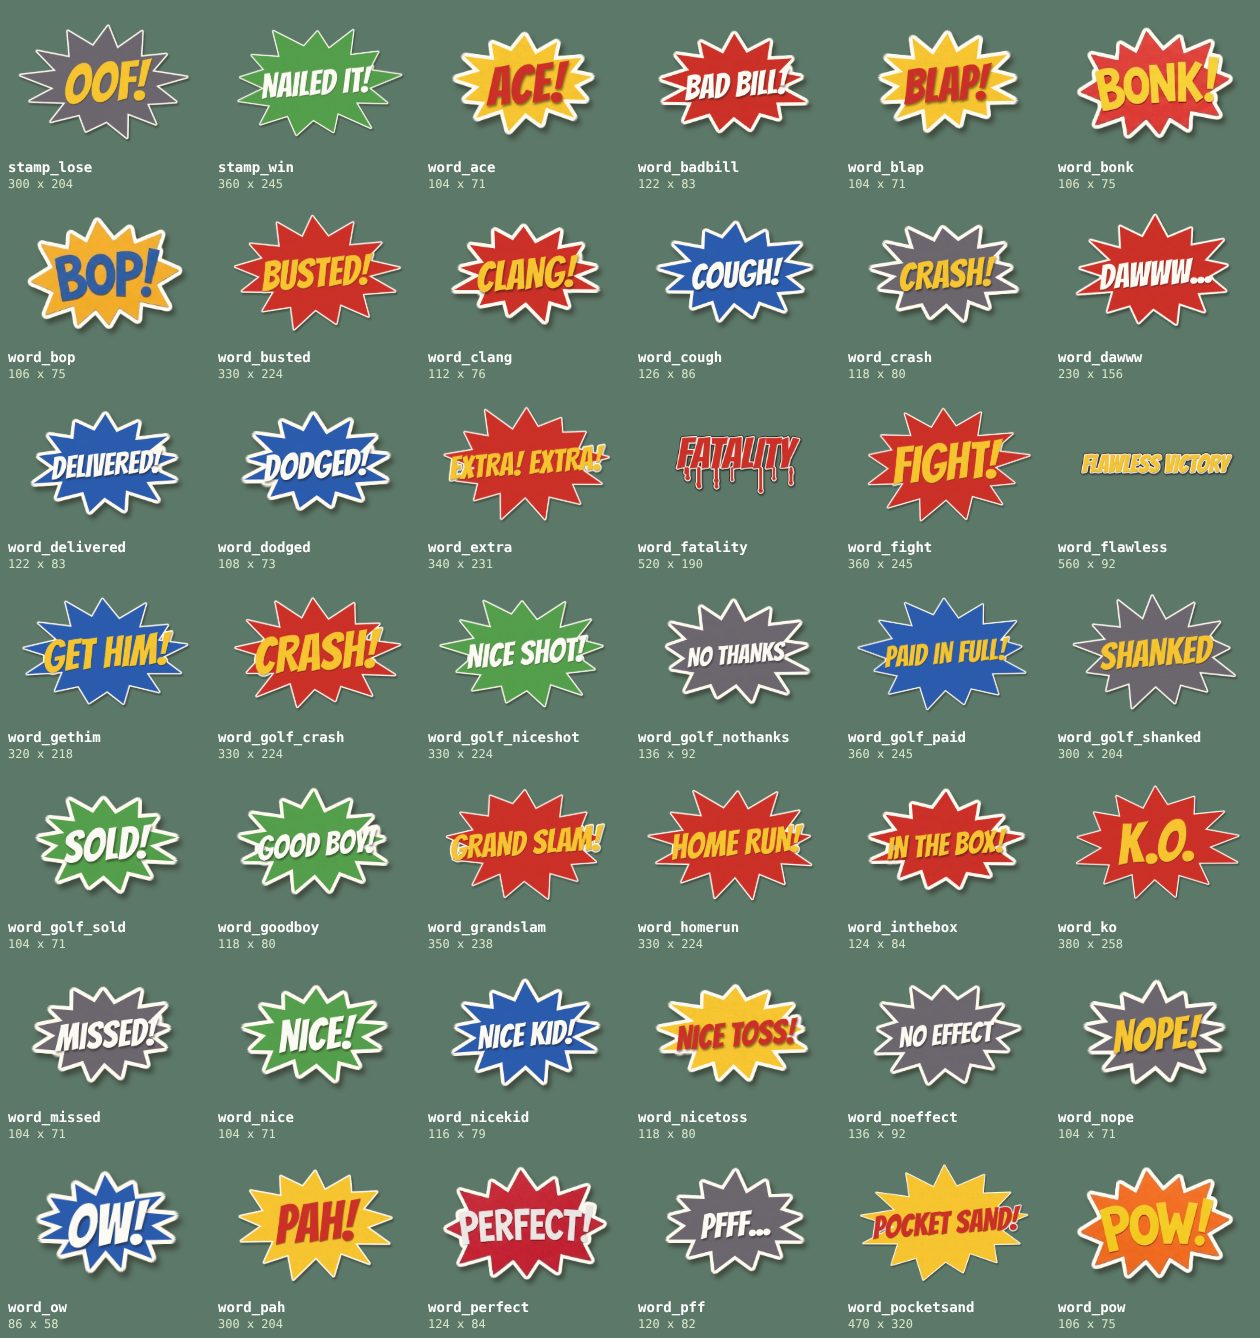 OOF! NAILED IT! ACE! BAD BILL! BLAP! BONK!
stamp_lose stamp_win word_ace word_badbill word_blap word_bonk
300 x 204 360 x 245 104 x 71 122 x 83 104 x 71 106 x 75
BOP! BUSTED! CLANG! COUGH! CRASH! DAWWW...
word_bop word_busted word_clang word_cough word_crash word_dawww
106 x 75 330 x 224 112 x 76 126 x 86 118 x 80 230 x 156
DELIVERED! DODGED! EXTRA! EXTRA! FATALITY FIGHT! FLAWLESS VICTORY
word_delivered word_dodged word_extra word_fatality word_fight word_flawless
122 x 83 108 x 73 340 x 231 520 x 190 360 x 245 560 x 92
GET HIM! CRASH! NICE SHOT! NO THANKS PAID IN FULL! SHANKED
word_gethim word_golf_crash word_golf_niceshot word_golf_nothanks word_golf_paid word_golf_shanked
320 x 218 330 x 224 330 x 224 136 x 92 360 x 245 300 x 204
SOLD! GOOD BOY! GRAND SLAM! HOME RUN! IN THE BOX! K.O.
word_golf_sold word_goodboy word_grandslam word_homerun word_inthebox word_ko
104 x 71 118 x 80 350 x 238 330 x 224 124 x 84 380 x 258
MISSED! NICE! NICE KID! NICE TOSS! NO EFFECT NOPE!
word_missed word_nice word_nicekid word_nicetoss word_noeffect word_nope
104 x 71 104 x 71 116 x 79 118 x 80 136 x 92 104 x 71
OW! PAH! PERFECT! PFFF... POCKET SAND! POW!
word_ow word_pah word_perfect word_pff word_pocketsand word_pow
86 x 58 300 x 204 124 x 84 120 x 82 470 x 320 106 x 75